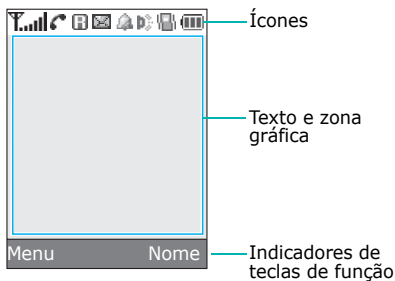 Ícones
Texto e zona
gráfica
Menu Nome
Indicadores de
teclas de função